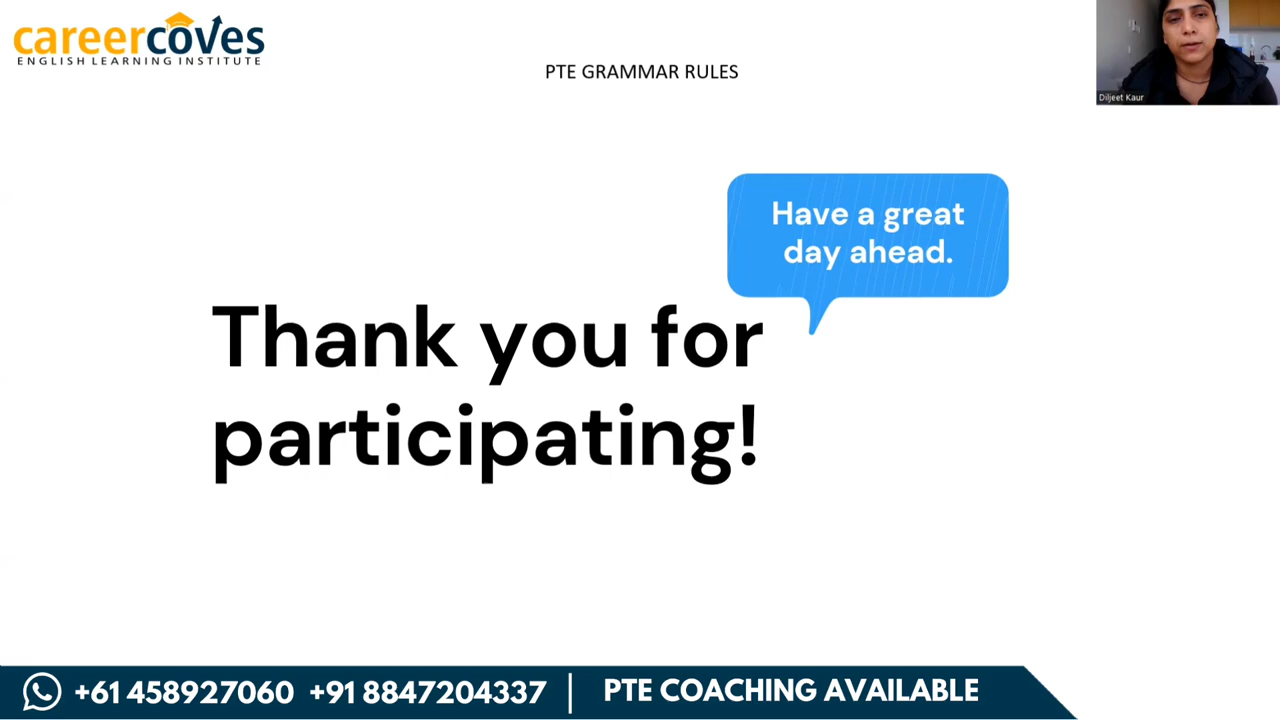 careercoves
ENGLISH LEARNING INSTITUTE
PTE GRAMMAR RULES
Diljeet Kaur
Have a great
day ahead.
Thank you for
participating!
+61 458927060 +91 8847204337 | PTE COACHING AVAILABLE